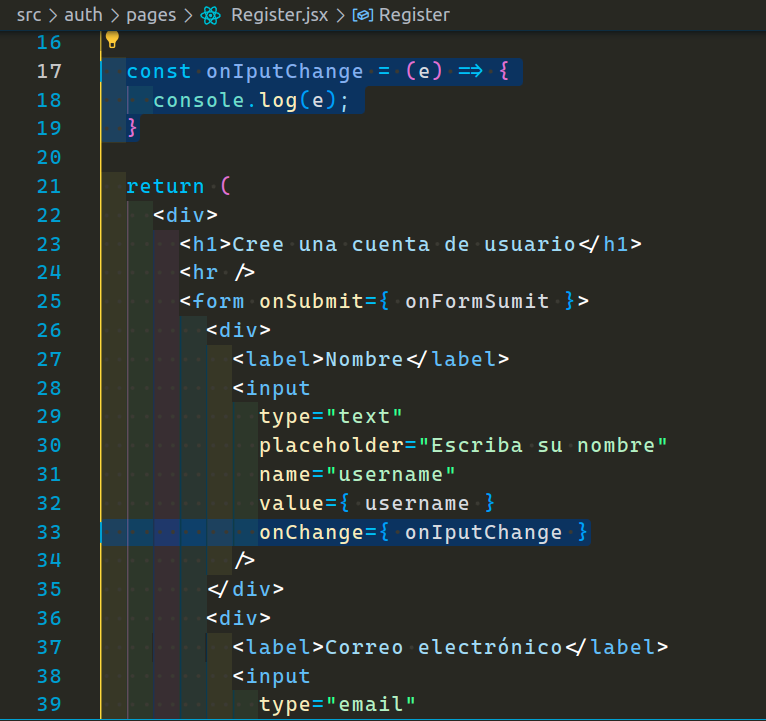 src > auth > pages > Register.jsx > Register
16
17 const onIputChange = (e) => {
18 console.log(e);
19 }
20
21 return (
22 <div>
23 <h1>Cree una cuenta de usuario</h1>
24 <hr />
25 <form onSubmit={ onFormSumit }>
26 <div>
27 <label>Nombre</label>
28 <input
29 type="text"
30 placeholder="Escriba su nombre"
31 name="username"
32 value={ username }
33 onChange={ onIputChange }
34 />
35 </div>
36 <div>
37 <label>Correo electrónico</label>
38 <input
39 type="email"